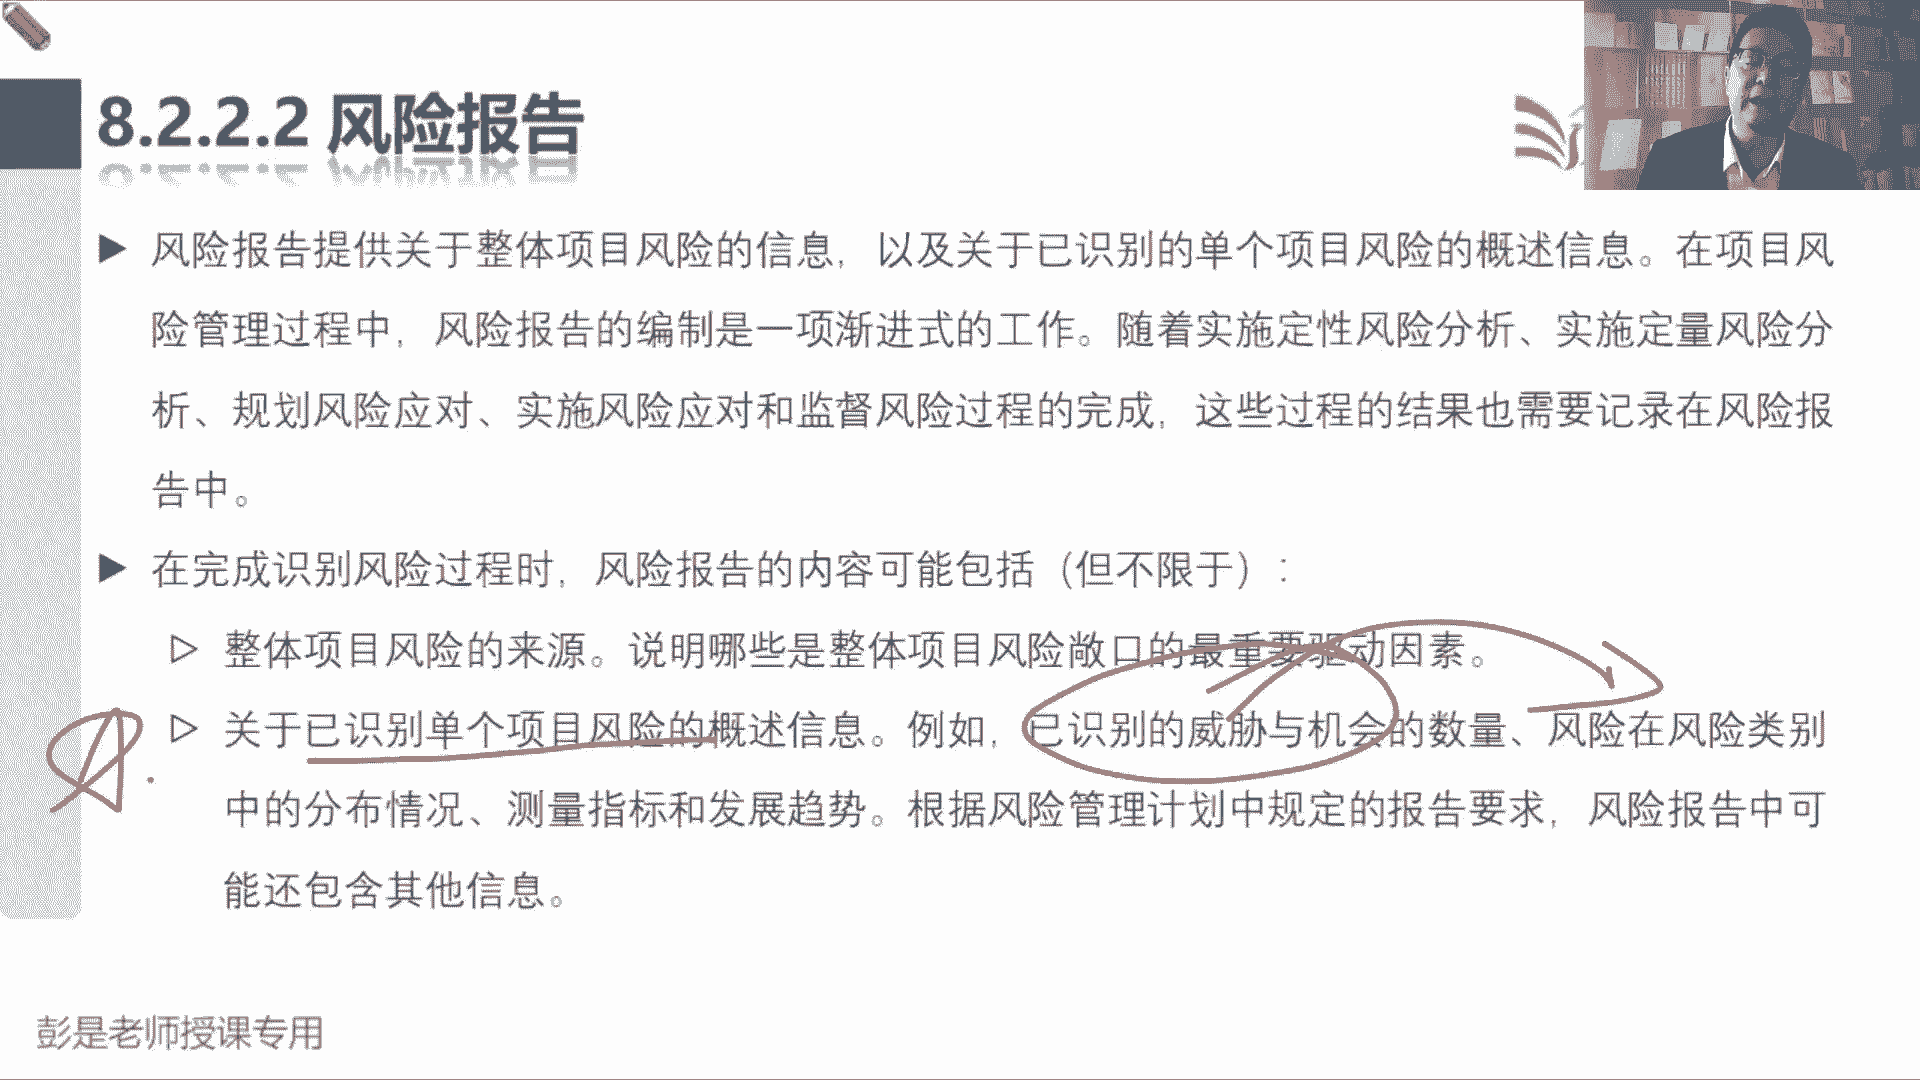 8.2.2.2 风险报告
▶ 风险报告提供关于整体项目风险的信息，以及关于已识别的单个项目风险的概述信息。在项目风
险管理过程中，风险报告的编制是一项渐进式的工作。随着实施定性风险分析、实施定量风险分
析、规划风险应对、实施风险应对和监督风险过程的完成，这些过程的结果也需要记录在风险报
告中。
▶ 在完成识别风险过程时，风险报告的内容可能包括（但不限于）：
▷ 整体项目风险的来源。说明哪些是整体项目风险敞口的最重要驱动因素。
▷ 关于已识别单个项目风险的概述信息。例如，已识别的威胁与机会的数量、风险在风险类别
中的分布情况、测量指标和发展趋势。根据风险管理计划中规定的报告要求，风险报告中可
能还包含其他信息。
彭是老师授课专用